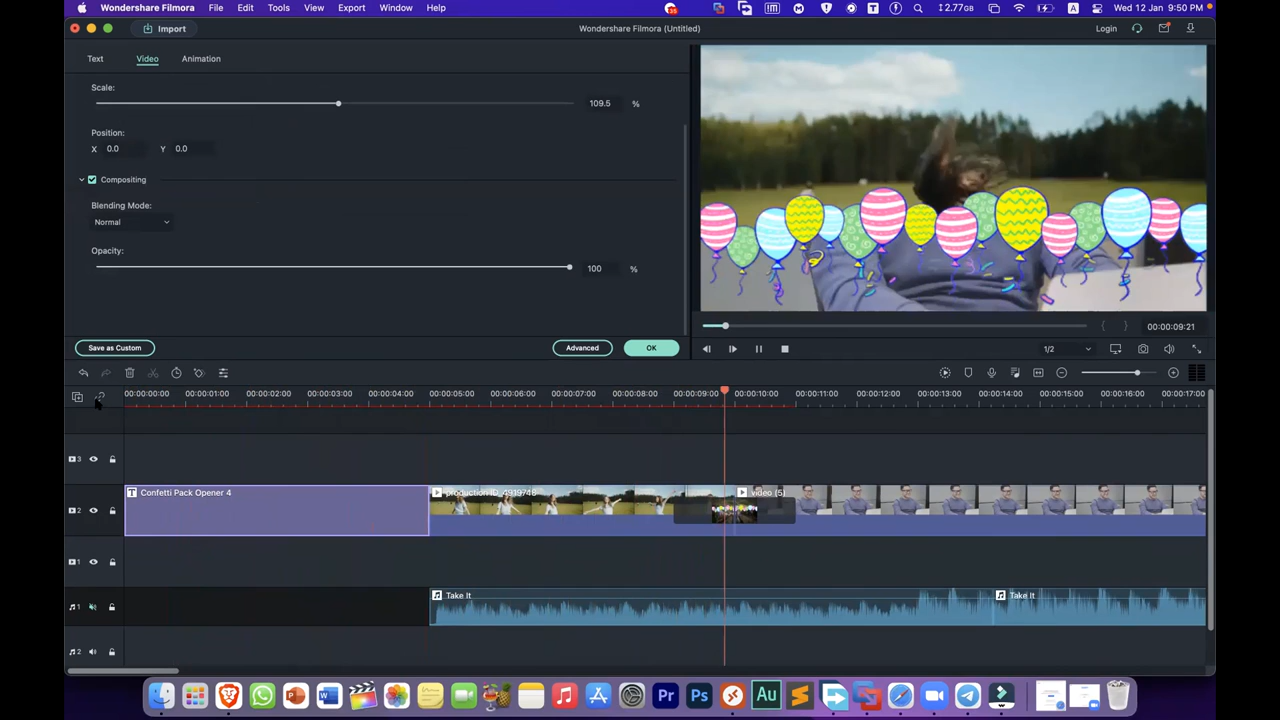 Wondershare Filmora File Edit Tools View Export Window Help 2.77GB Wed 12 Jan 9:50 PM
Import Wondershare Filmora (Untitled) Login
Text Video Animation
Scale:
109.5 %
Position:
X 0.0 Y 0.0
Compositing
Blending Mode:
Normal
Opacity:
100 %
00:00:09:21
Save as Custom Advanced OK 1/2
00:00:00:00 00:00:01:00 00:00:02:00 00:00:03:00 00:00:04:00 00:00:05:00 00:00:06:00 00:00:07:00 00:00:08:00 00:00:09:00 00:00:10:00 00:00:11:00 00:00:12:00 00:00:13:00 00:00:14:00 00:00:15:00 00:00:16:00 00:00:17:00
3
2 T Confetti Pack Opener 4 production ID_4919748 video (5)
1
1 Take It Take It
2
P W Pr Ps Au